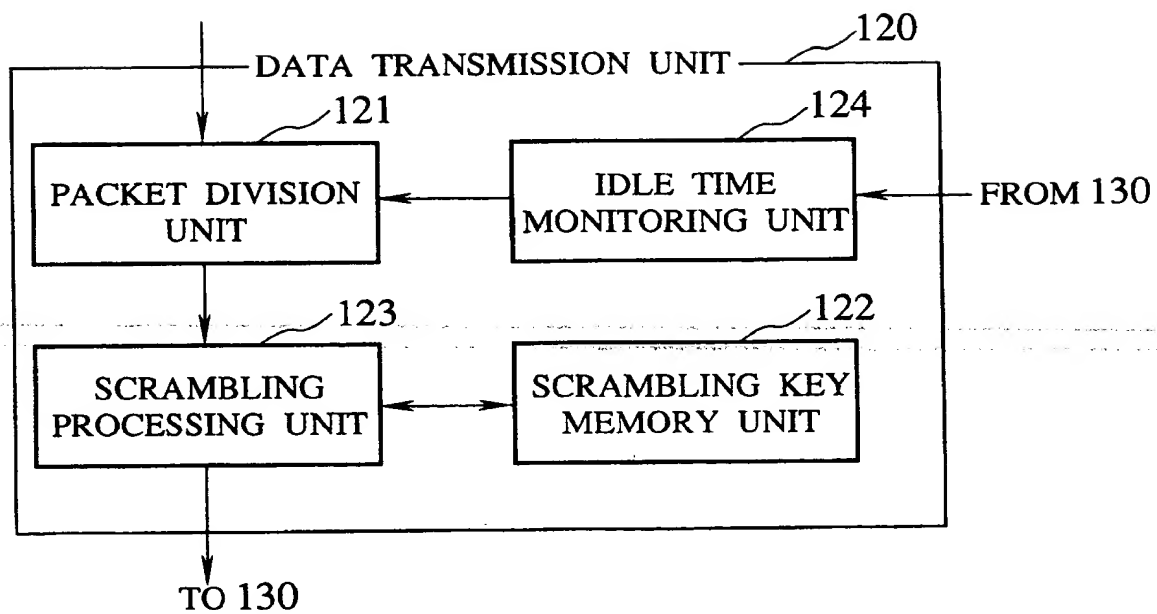 120
DATA TRANSMISSION UNIT
121
124
PACKET DIVISION
UNIT
IDLE TIME
MONITORING UNIT
FROM 130
123
122
SCRAMBLING
PROCESSING UNIT
SCRAMBLING KEY
MEMORY UNIT
TO 130